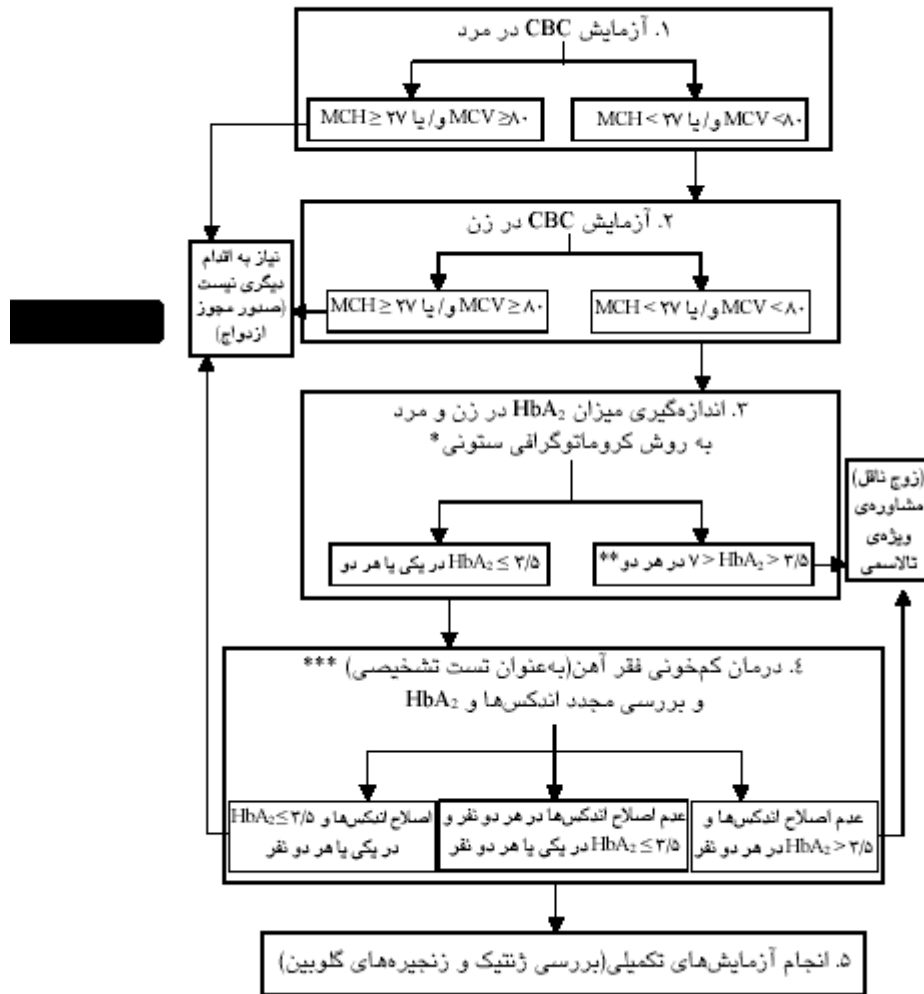 ۱. آزمایش CBC در مرد
MCV <۸۰ و/ یا MCH < ۲۷
MCV ≥۸۰ و/ یا MCH ≥ ۲۷
۲. آزمایش CBC در زن
MCV <۸۰ و/ یا MCH < ۲۷
MCV ≥ ۸۰ و/ یا MCH ≥ ۲۷
نیاز به اقدام
دیگری نیست
(صدور مجوز
ازدواج)
۳. اندازه‌گیری میزان HbA₂ در زن و مرد
به روش کروماتوگرافی ستونی*
۷ > HbA₂ > ۳/۵ در هر دو**
HbA₂ ≤ ۳/۵ در یکی یا هر دو
(زوج ناقل)
مشاوره‌ی
ویژه‌ی
تالاسمی
٤. درمان کم‌خونی فقر آهن(به‌عنوان تست تشخیصی) ***
و بررسی مجدد اندکس‌ها و HbA₂
عدم اصلاح اندکس‌ها و
HbA₂ > ۳/۵ در هر دو نفر
عدم اصلاح اندکس‌ها در هر دو نفر و
HbA₂ ≤ ۳/۵ در یکی یا هر دو نفر
اصلاح اندکس‌ها و HbA₂ ≤ ۳/۵
در یکی یا هر دو نفر
۵. انجام آزمایش‌های تکمیلی(بررسی ژنتیک و زنجیره‌های گلوبین)